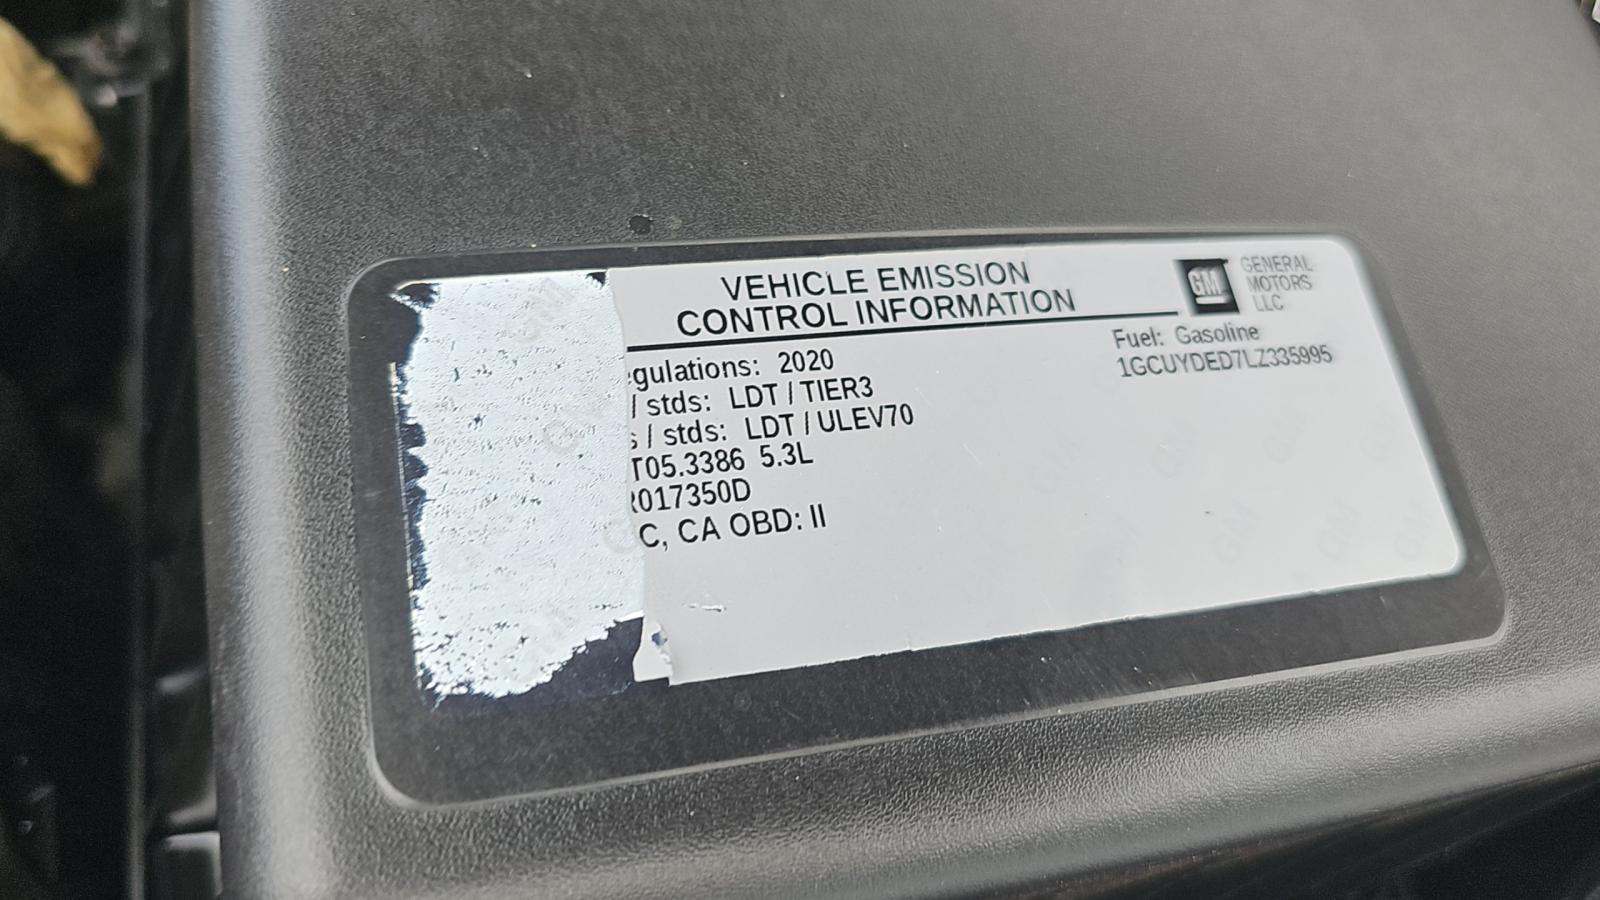 VEHICLE EMISSION
CONTROL INFORMATION
GM
GENERAL
MOTORS
LLC
egulations: 2020
/ stds: LDT / TIER3
s / stds: LDT / ULEV70
T05.3386 5.3L
R017350D
C, CA OBD: II
Fuel: Gasoline
1GCUYDED7LZ335995